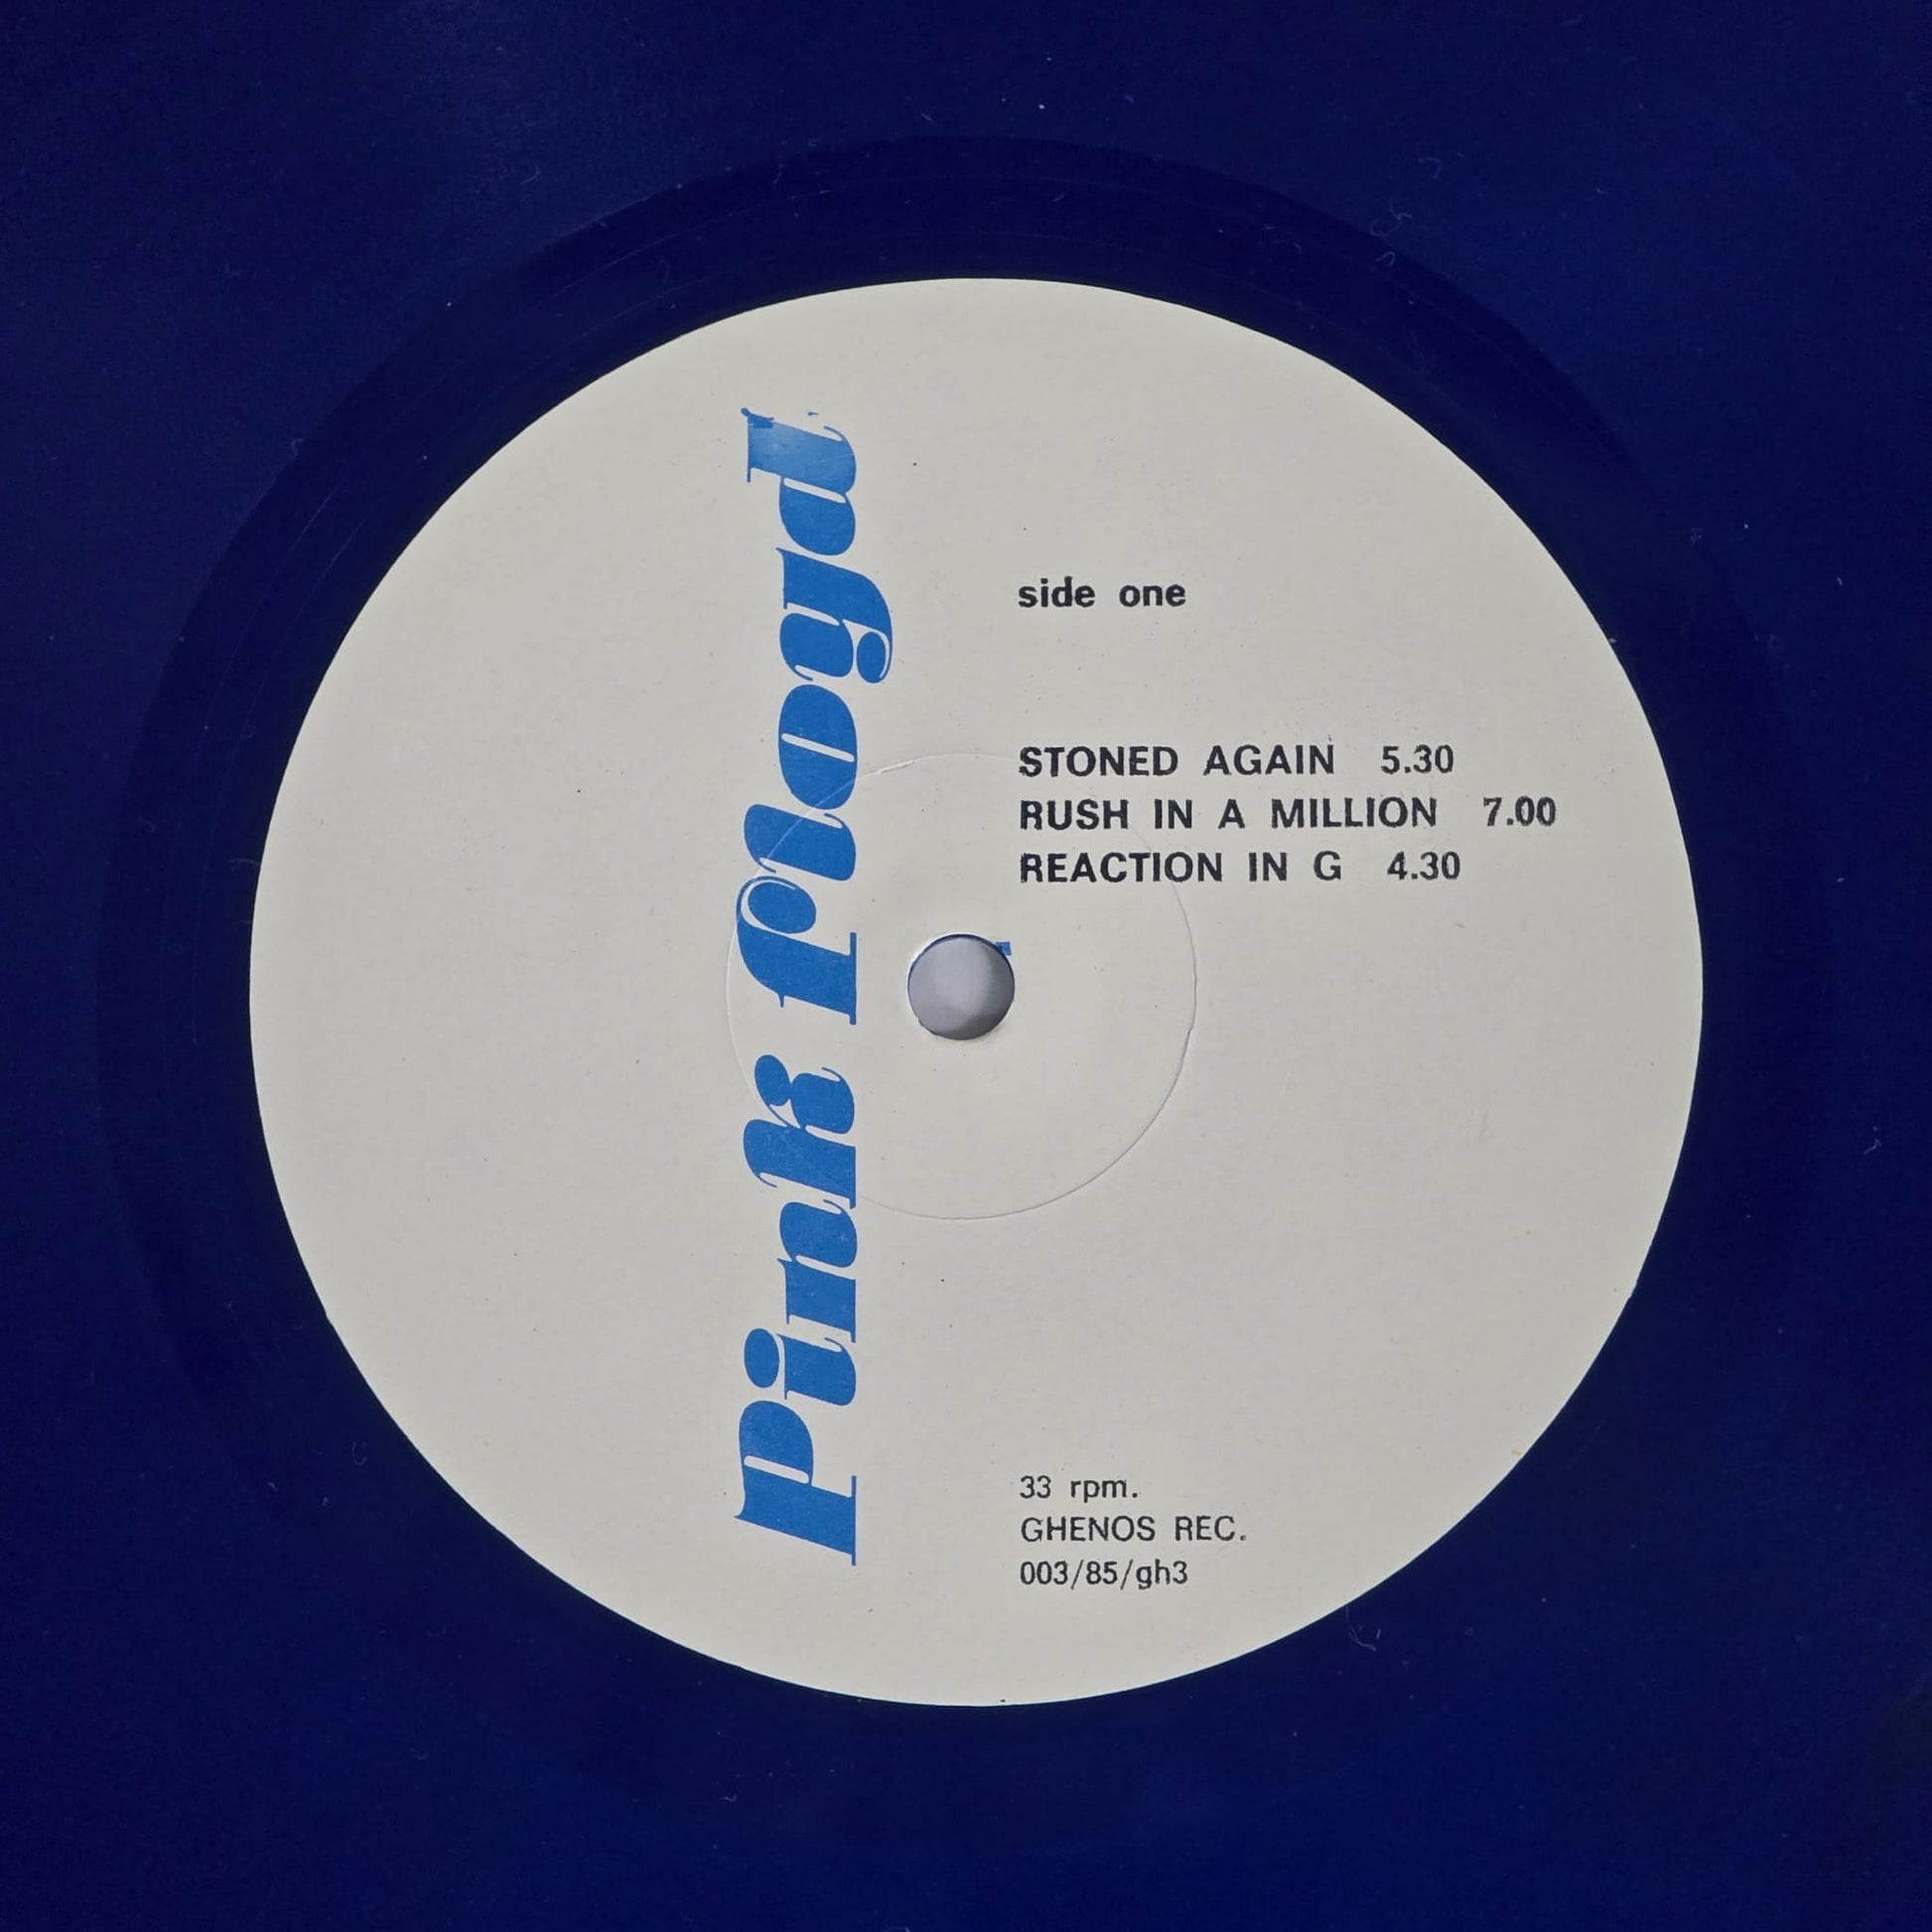 Pink Floyd
side one
STONED AGAIN 5.30
RUSH IN A MILLION 7.00
REACTION IN G 4.30
33 rpm.
GHENOS REC.
003/85/gh3